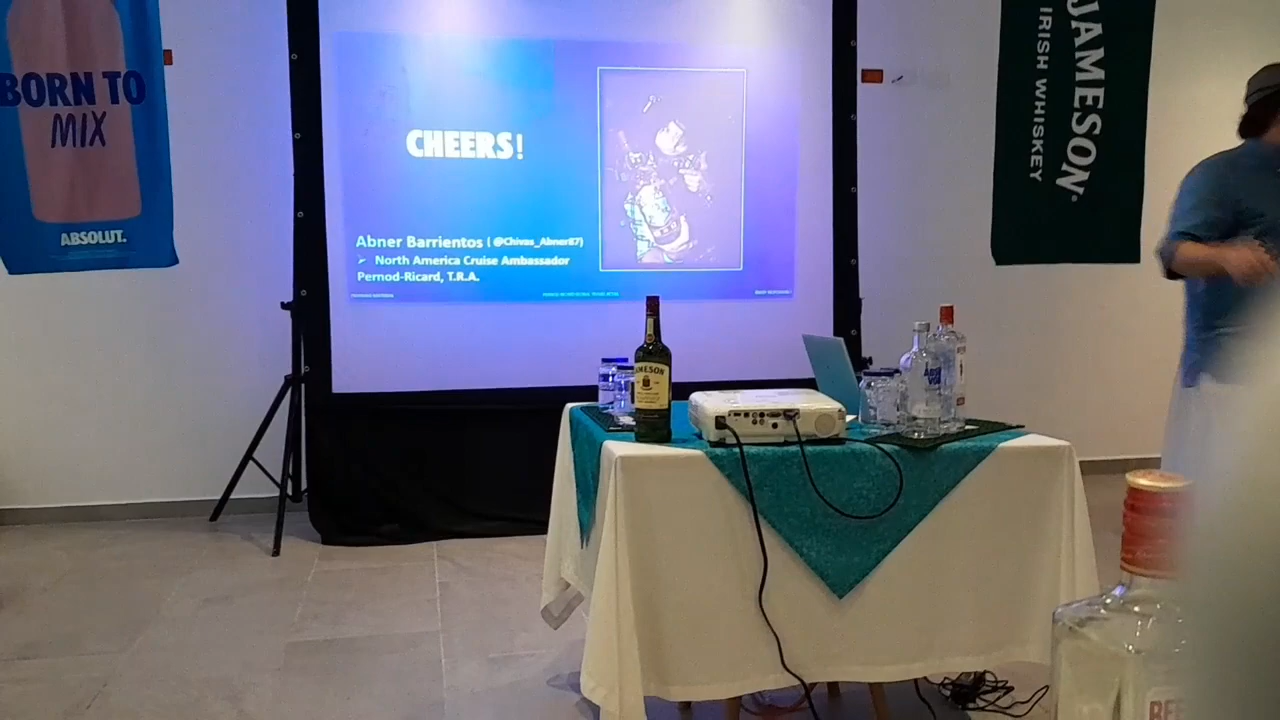 BORN TO
MIX
ABSOLUT.
CHEERS!
Abner Barrientos ( @Chivas_Abner87)
➢ North America Cruise Ambassador
Pernod-Ricard, T.R.A.
JAMESON®
IRISH WHISKEY
JAMESON